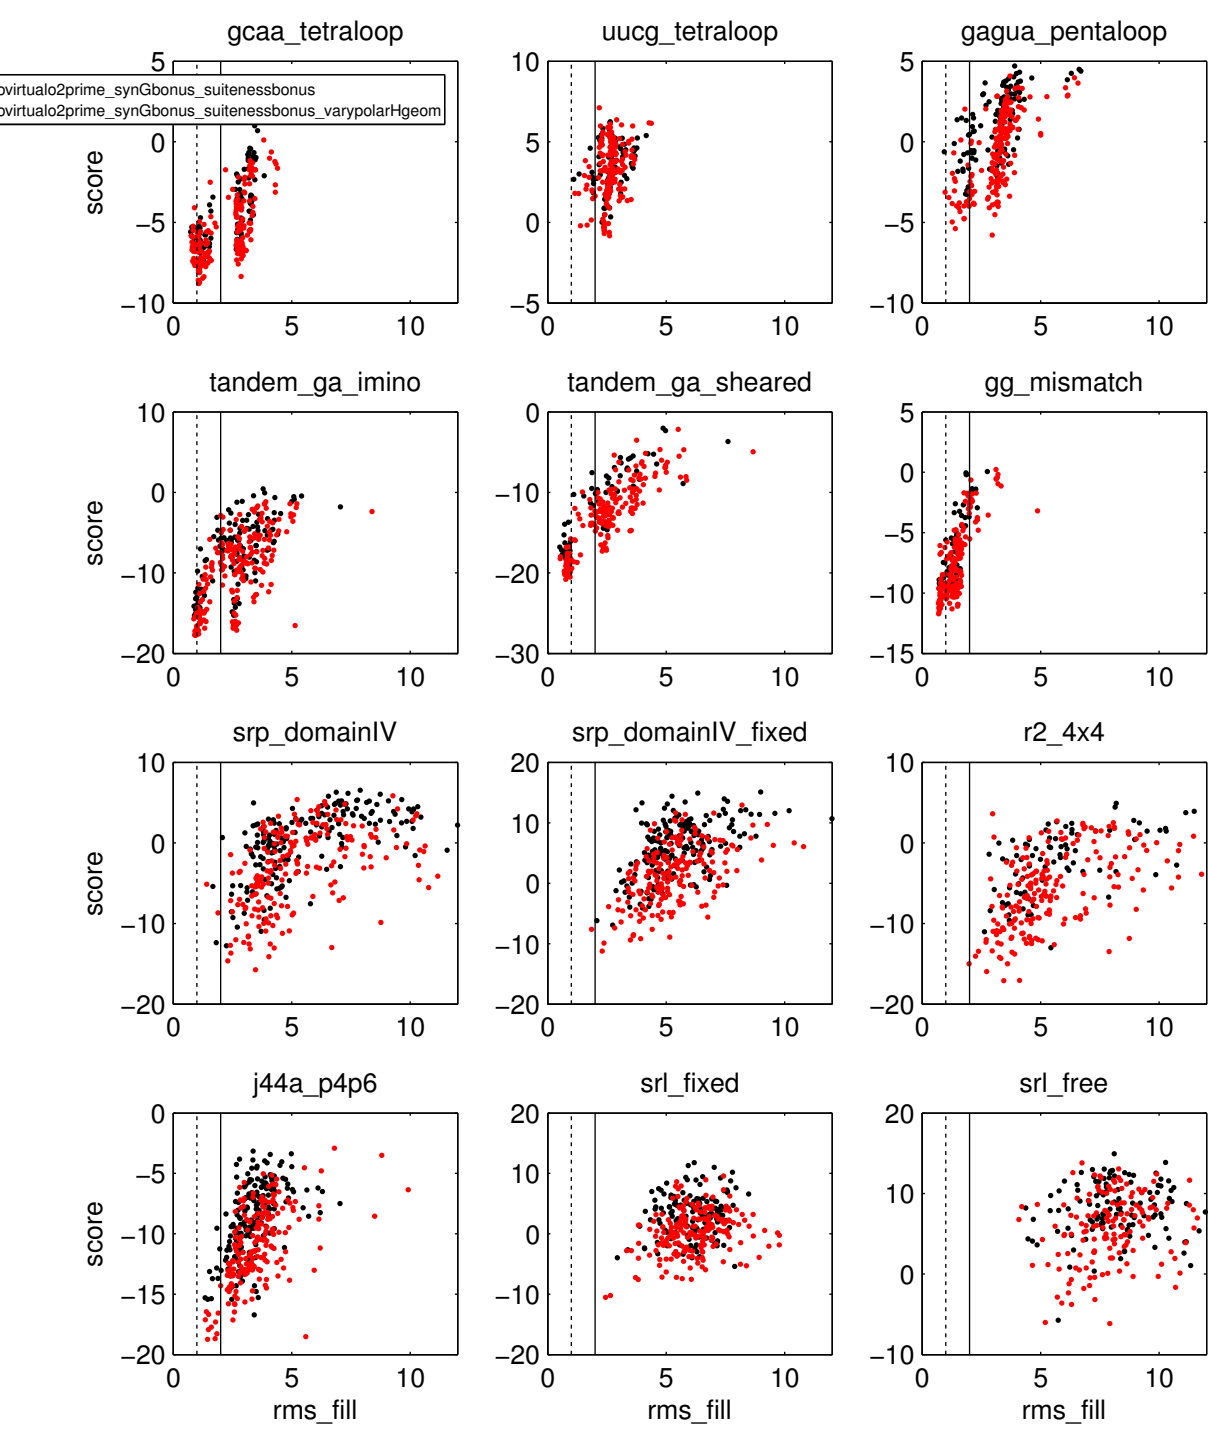 gcaa_tetraloop uucg_tetraloop gagua_pentaloop
5 10 5
ovirtualo2prime_synGbonus_suitenessbonus
ovirtualo2prime_synGbonus_suitenessbonus_varypolarHgeom
score 0 5 0
−5 0 −5
−10 −5 −10
0 5 10 0 5 10 0 5 10
tandem_ga_imino tandem_ga_sheared gg_mismatch
10 0 5
0 −10 0
score −10 −20 −5
−10
−20 −30 −15
0 5 10 0 5 10 0 5 10
srp_domainIV srp_domainIV_fixed r2_4x4
10 20 10
score 0 10 0
0
−10 −10 −10
−20 −20 −20
0 5 10 0 5 10 0 5 10
j44a_p4p6 srl_fixed srl_free
0 20 20
−5 10 10
score −10 0 0
−15 −10
−20 −20 −10
0 5 10 0 5 10 0 5 10
rms_fill rms_fill rms_fill